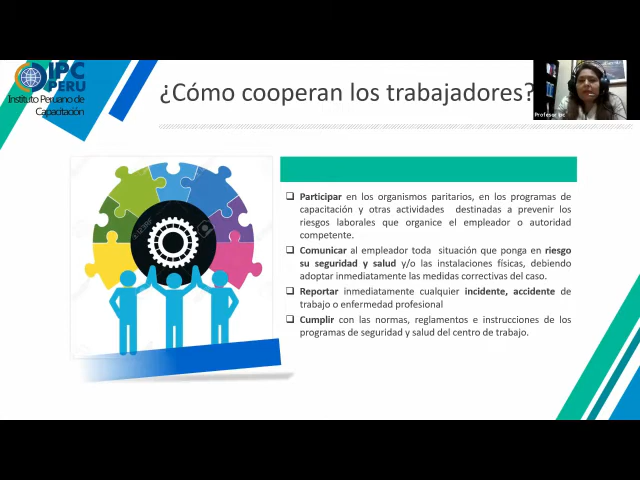 IPC
PERU
Instituto Peruano de
Capacitación
¿Cómo cooperan los trabajadores?
❑ Participar en los organismos paritarios, en los programas de
capacitación y otras actividades destinadas a prevenir los
riesgos laborales que organice el empleador o autoridad
competente.
❑ Comunicar al empleador toda situación que ponga en riesgo
su seguridad y salud y/o las instalaciones físicas, debiendo
adoptar inmediatamente las medidas correctivas del caso.
❑ Reportar inmediatamente cualquier incidente, accidente de
trabajo o enfermedad profesional
❑ Cumplir con las normas, reglamentos e instrucciones de los
programas de seguridad y salud del centro de trabajo.